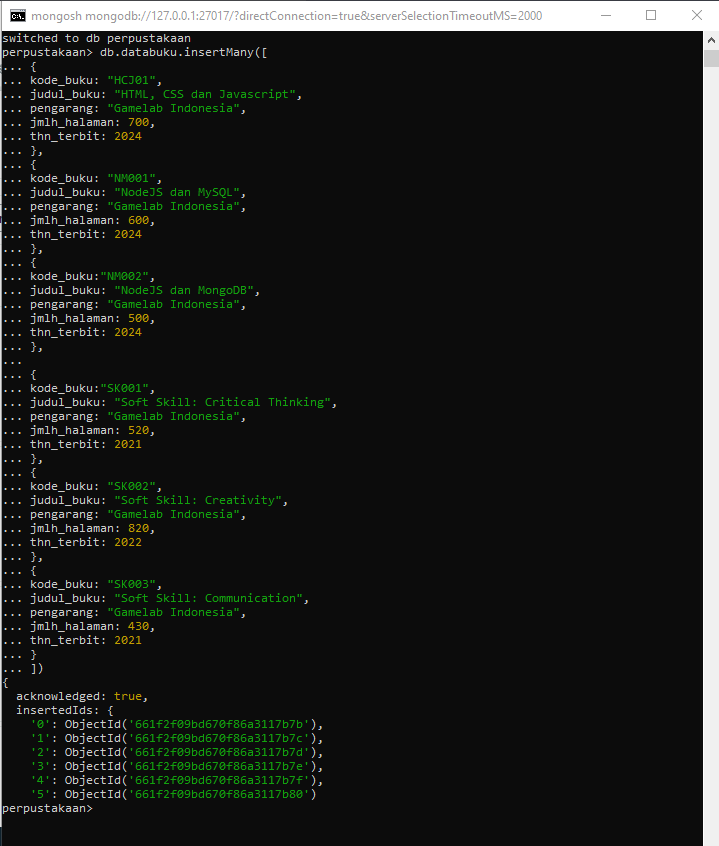 mongosh mongodb://127.0.0.1:27017/?directConnection=true&serverSelectionTimeoutMS=2000
switched to db perpustakaan
perpustakaan> db.databuku.insertMany([
... {
... kode_buku: "HCJ01",
... judul_buku: "HTML, CSS dan Javascript",
... pengarang: "Gamelab Indonesia",
... jmlh_halaman: 700,
... thn_terbit: 2024
... },
... {
... kode_buku: "NM001",
... judul_buku: "NodeJS dan MySQL",
... pengarang: "Gamelab Indonesia",
... jmlh_halaman: 600,
... thn_terbit: 2024
... },
... {
... kode_buku:"NM002",
... judul_buku: "NodeJS dan MongoDB",
... pengarang: "Gamelab Indonesia",
... jmlh_halaman: 500,
... thn_terbit: 2024
... },
...
... {
... kode_buku:"SK001",
... judul_buku: "Soft Skill: Critical Thinking",
... pengarang: "Gamelab Indonesia",
... jmlh_halaman: 520,
... thn_terbit: 2021
... },
... {
... kode_buku: "SK002",
... judul_buku: "Soft Skill: Creativity",
... pengarang: "Gamelab Indonesia",
... jmlh_halaman: 820,
... thn_terbit: 2022
... },
... {
... kode_buku: "SK003",
... judul_buku: "Soft Skill: Communication",
... pengarang: "Gamelab Indonesia",
... jmlh_halaman: 430,
... thn_terbit: 2021
... }
... ])
{
  acknowledged: true,
  insertedIds: {
    '0': ObjectId('661f2f09bd670f86a3117b7b'),
    '1': ObjectId('661f2f09bd670f86a3117b7c'),
    '2': ObjectId('661f2f09bd670f86a3117b7d'),
    '3': ObjectId('661f2f09bd670f86a3117b7e'),
    '4': ObjectId('661f2f09bd670f86a3117b7f'),
    '5': ObjectId('661f2f09bd670f86a3117b80')
perpustakaan>